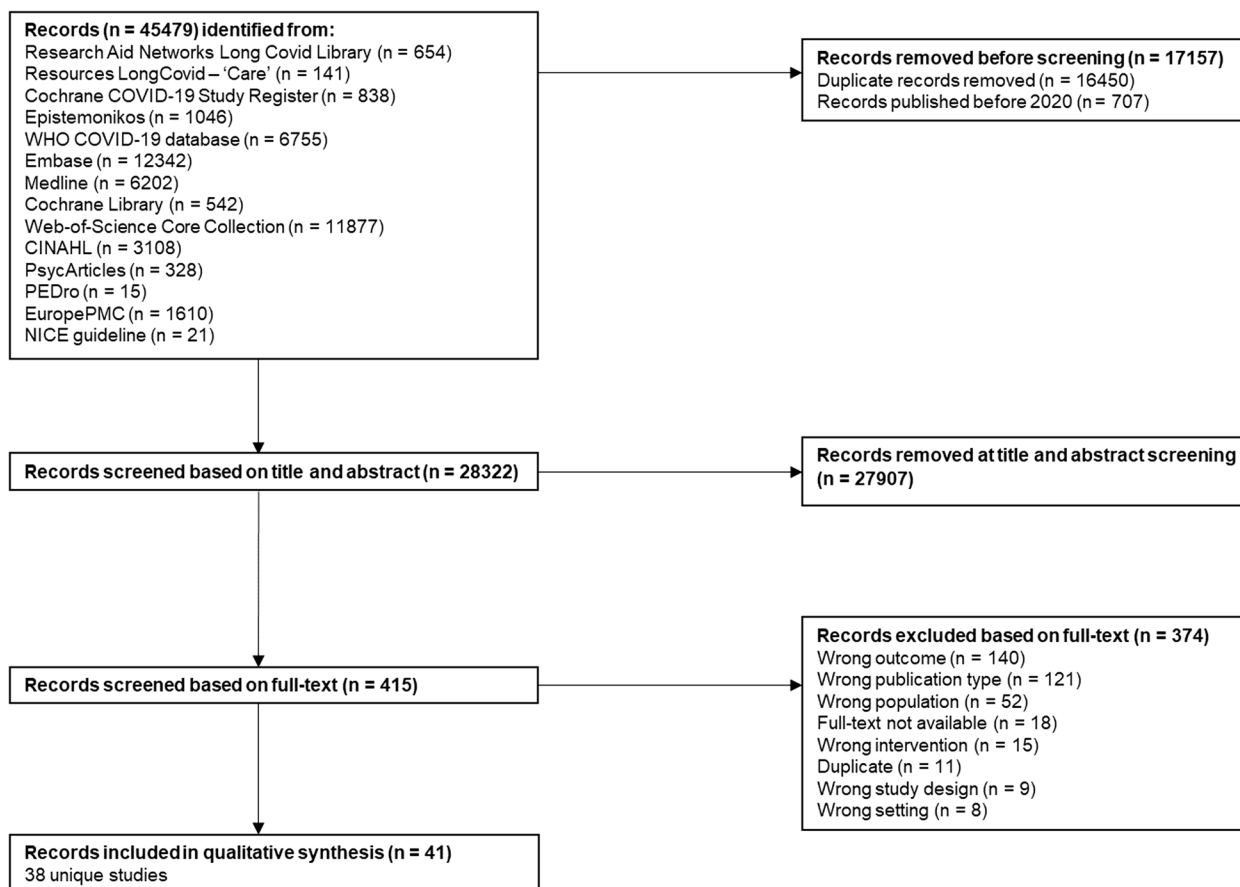 Records (n = 45479) identified from:
Research Aid Networks Long Covid Library (n = 654)
Resources LongCovid – ‘Care’ (n = 141)
Cochrane COVID-19 Study Register (n = 838)
Epistemonikos (n = 1046)
WHO COVID-19 database (n = 6755)
Embase (n = 12342)
Medline (n = 6202)
Cochrane Library (n = 542)
Web-of-Science Core Collection (n = 11877)
CINAHL (n = 3108)
PsycArticles (n = 328)
PEDro (n = 15)
EuropePMC (n = 1610)
NICE guideline (n = 21)
Records removed before screening (n = 17157)
Duplicate records removed (n = 16450)
Records published before 2020 (n = 707)
Records screened based on title and abstract (n = 28322)
Records removed at title and abstract screening
(n = 27907)
Records screened based on full-text (n = 415)
Records excluded based on full-text (n = 374)
Wrong outcome (n = 140)
Wrong publication type (n = 121)
Wrong population (n = 52)
Full-text not available (n = 18)
Wrong intervention (n = 15)
Duplicate (n = 11)
Wrong study design (n = 9)
Wrong setting (n = 8)
Records included in qualitative synthesis (n = 41)
38 unique studies